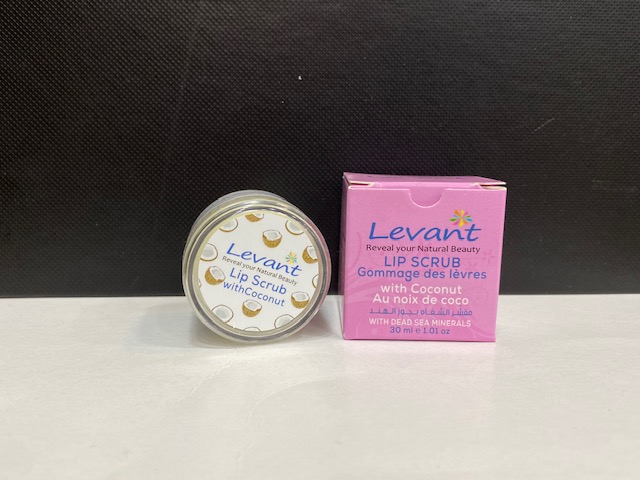 Levant
Reveal your Natural Beauty
Lip Scrub
withCoconut
Levant
Reveal your Natural Beauty
LIP SCRUB
Gommage des lèvres
with Coconut
Au noix de coco
مقشر الشفاه بجوز الهند
WITH DEAD SEA MINERALS
30 ml e 1.01 oz